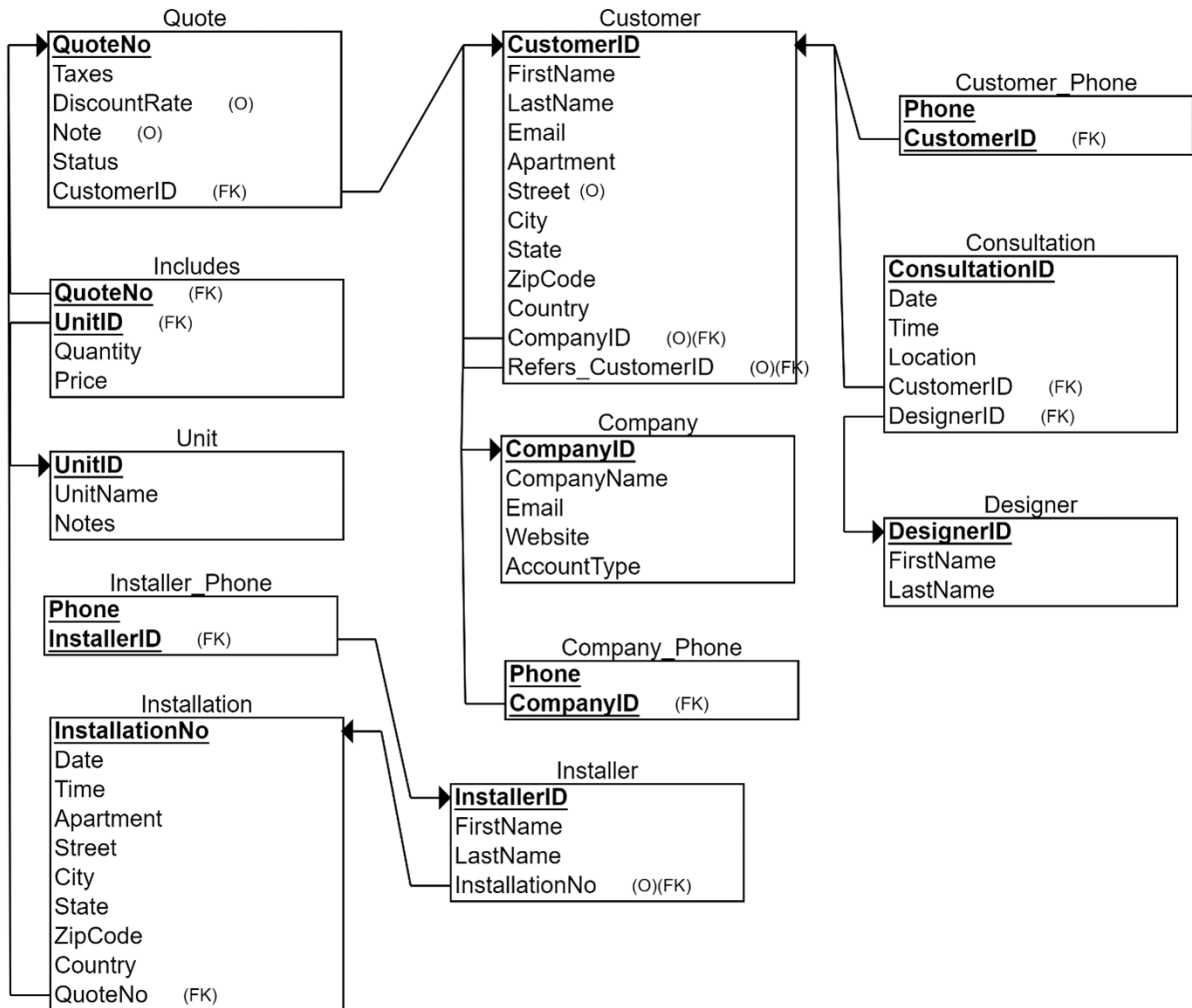 Quote
QuoteNo
Taxes
DiscountRate (O)
Note (O)
Status
CustomerID (FK)
Includes
QuoteNo (FK)
UnitID (FK)
Quantity
Price
Unit
UnitID
UnitName
Notes
Installer_Phone
Phone
InstallerID (FK)
Installation
InstallationNo
Date
Time
Apartment
Street
City
State
ZipCode
Country
QuoteNo (FK)
Customer
CustomerID
FirstName
LastName
Email
Apartment
Street (O)
City
State
ZipCode
Country
CompanyID (O)(FK)
Refers_CustomerID (O)(FK)
Company
CompanyID
CompanyName
Email
Website
AccountType
Company_Phone
Phone
CompanyID (FK)
Installer
InstallerID
FirstName
LastName
InstallationNo (O)(FK)
Customer_Phone
Phone
CustomerID (FK)
Consultation
ConsultationID
Date
Time
Location
CustomerID (FK)
DesignerID (FK)
Designer
DesignerID
FirstName
LastName